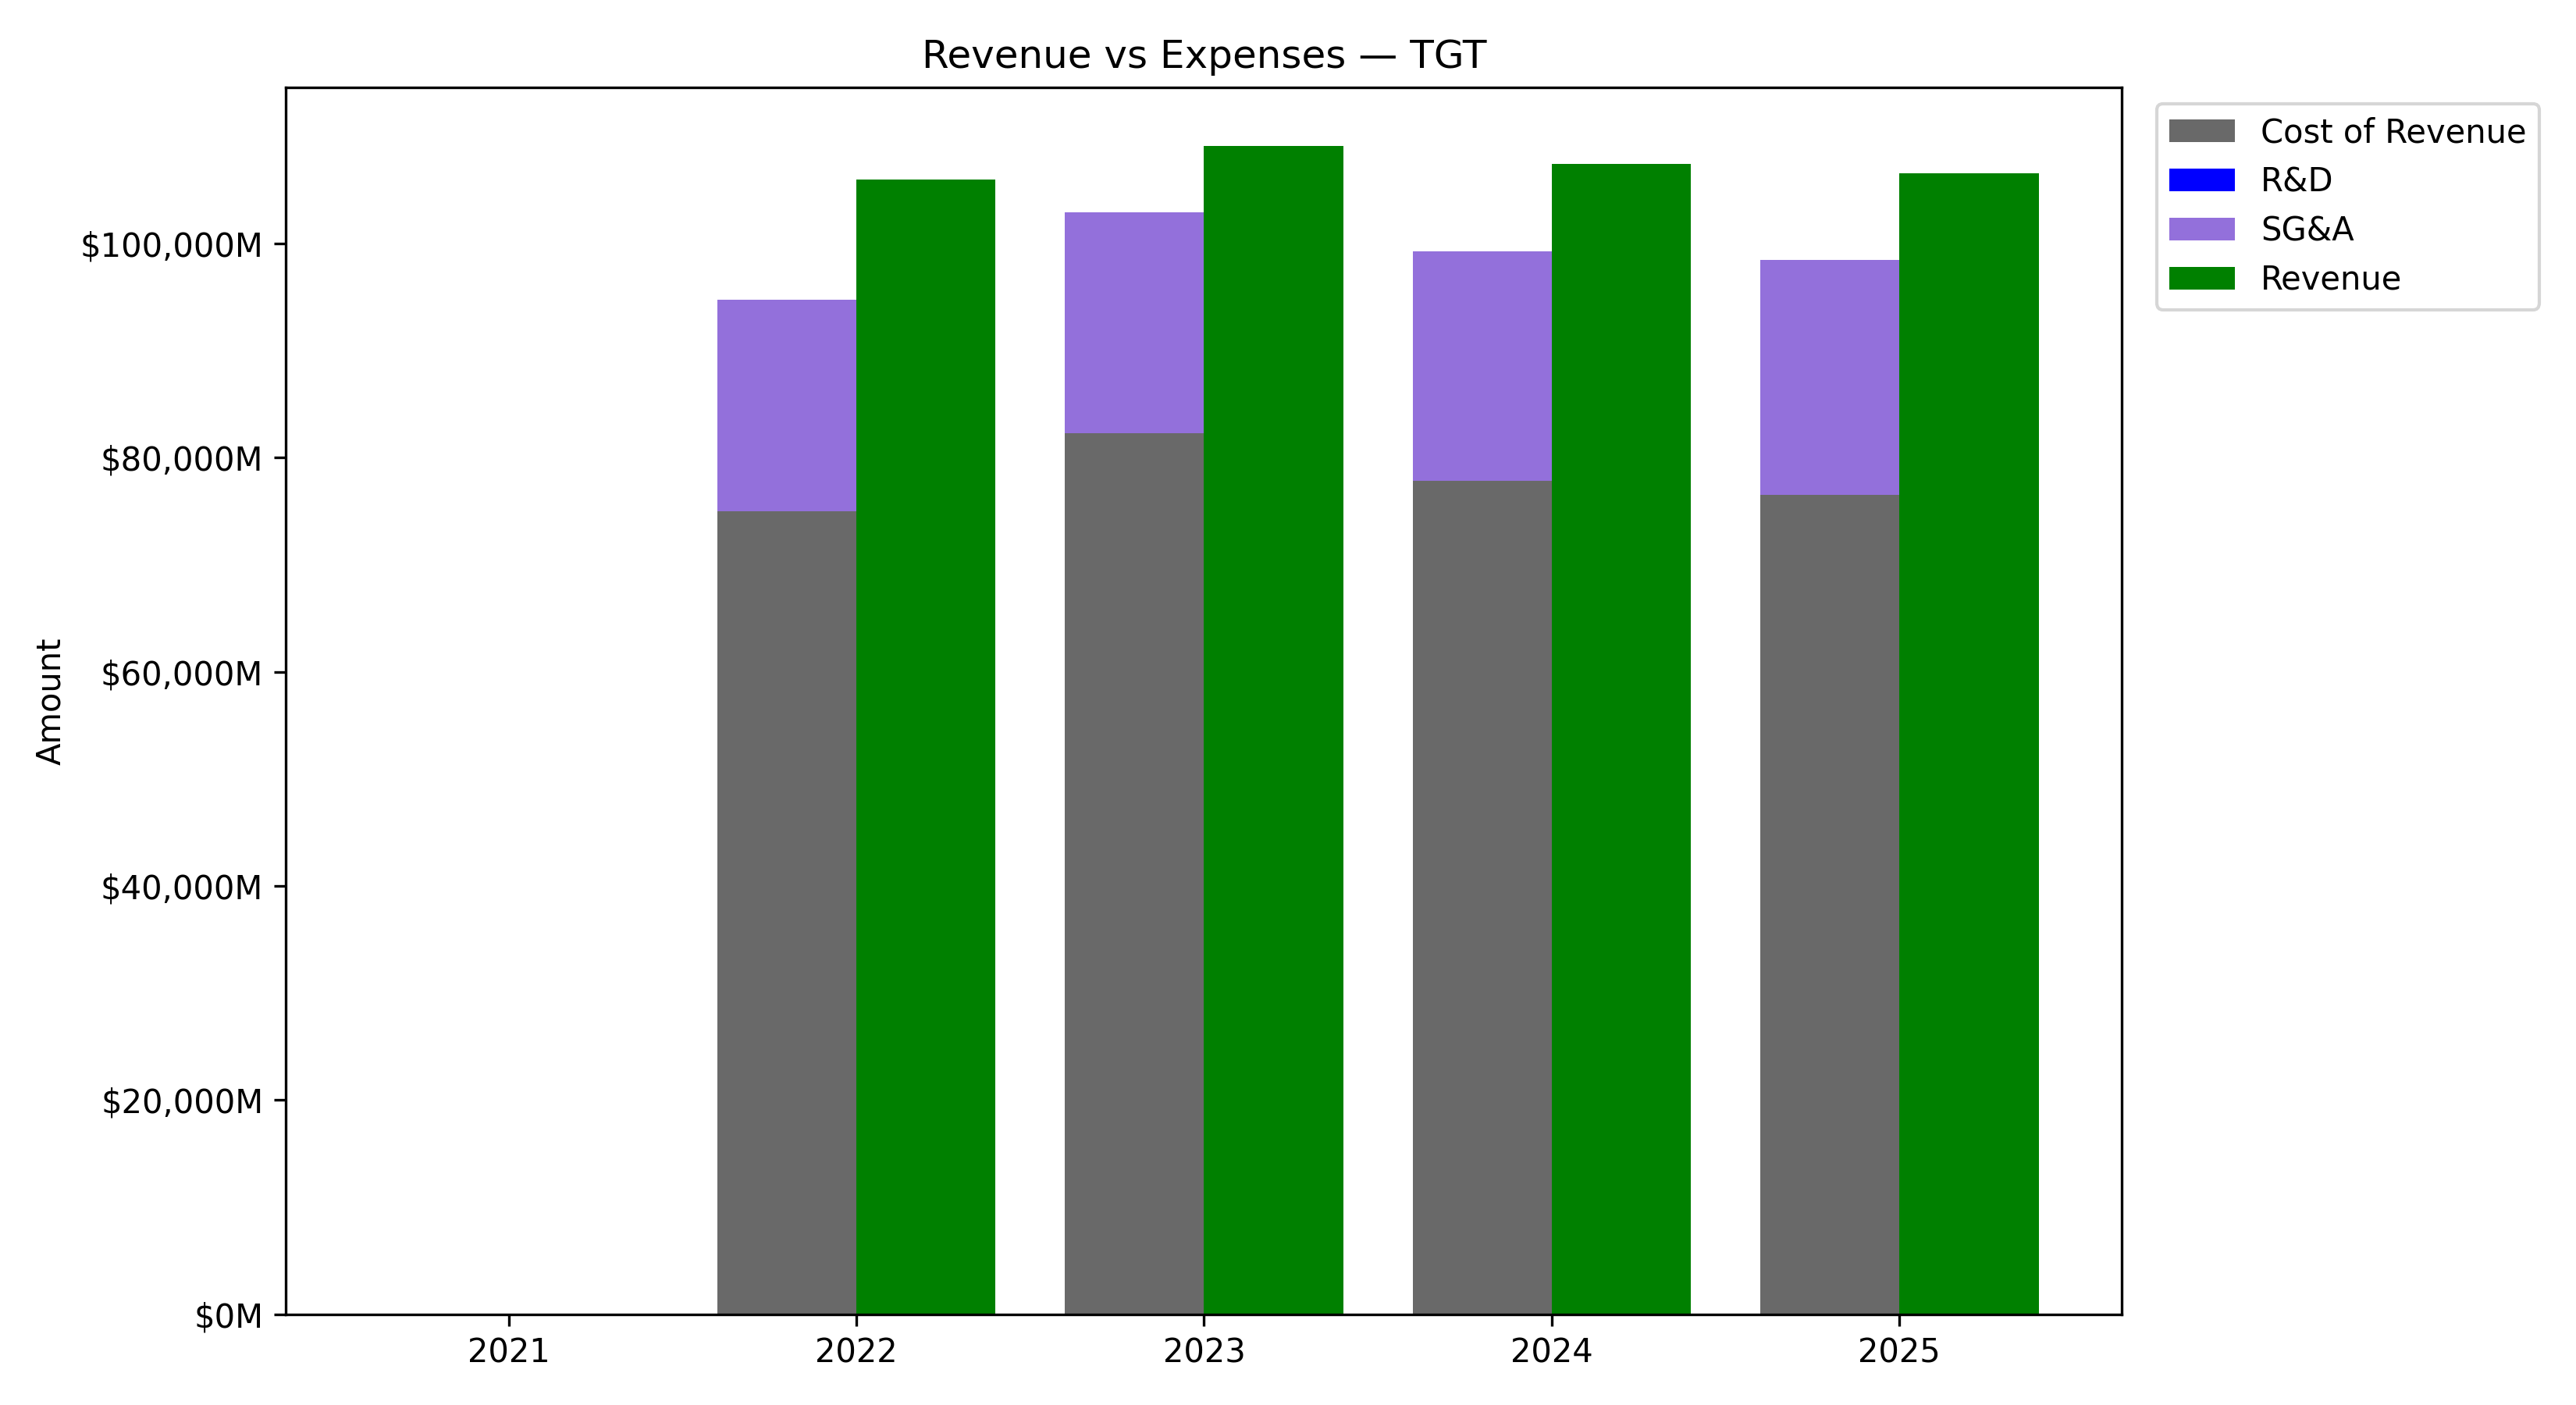 Revenue vs Expenses — TGT
Cost of Revenue
R&D
SG&A
Revenue
Amount
$100,000M
$80,000M
$60,000M
$40,000M
$20,000M
$0M
2021
2022
2023
2024
2025